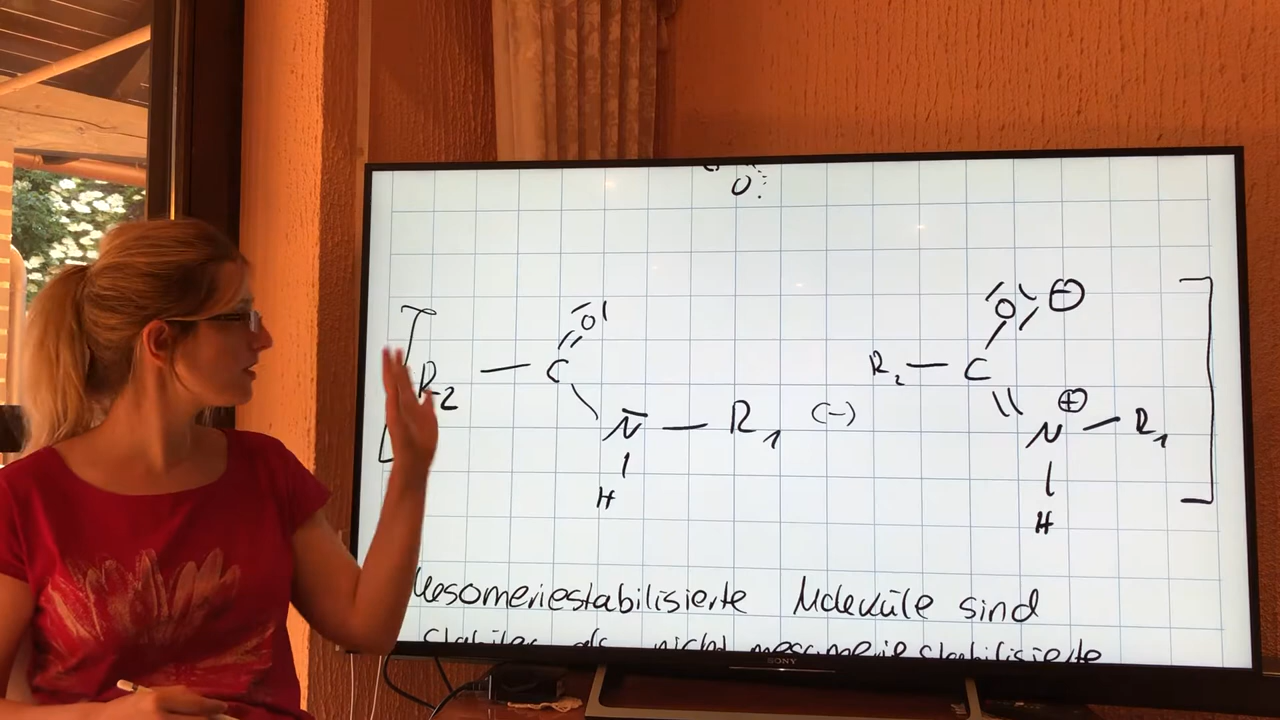 O
O O ⊖
R₂ — C R₂ — C ⊕
N — R₁ (–) N — R₁
H H
Mesomeriestabilisierte Moleküle sind
stabiler als nicht mesomeriestabilisierte
SONY